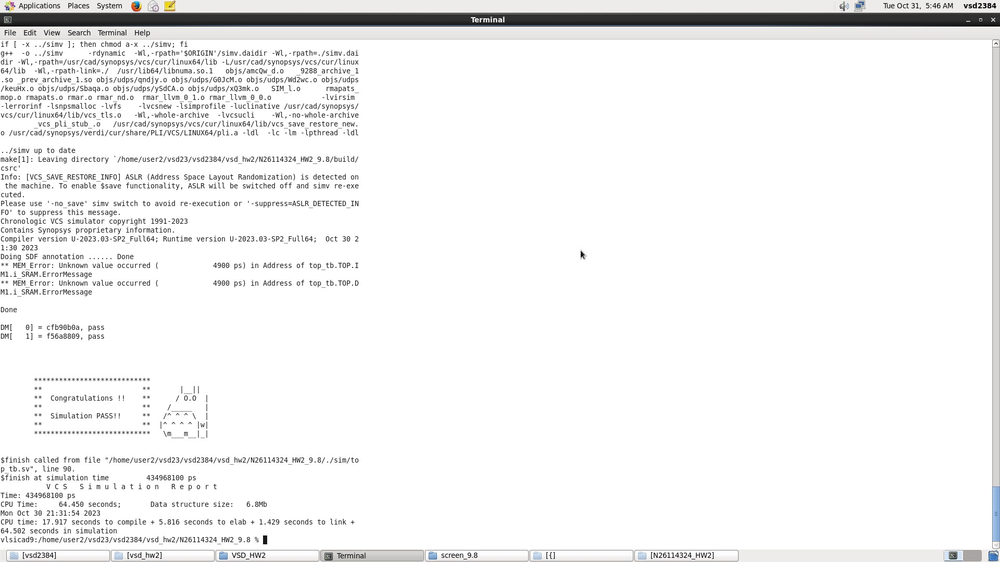 Applications Places System Tue Oct 31, 5:46 AM vsd2384
Terminal
File Edit View Search Terminal Help
if [ -x ../simv ]; then chmod a-x ../simv; fi
g++  -o ../simv      -rdynamic  -Wl,-rpath='$ORIGIN'/simv.daidir -Wl,-rpath=./simv.dai
dir -Wl,-rpath=/usr/cad/synopsys/vcs/cur/linux64/lib -L/usr/cad/synopsys/vcs/cur/linux
64/lib  -Wl,-rpath-link=./  /usr/lib64/libnuma.so.1   objs/amcQw_d.o   _9288_archive_1
.so _prev_archive_1.so objs/udps/qndjy.o objs/udps/G0JcM.o objs/udps/Wd2wc.o objs/udps
/keuHx.o objs/udps/Sbaqa.o objs/udps/ySdCA.o objs/udps/xQ3mk.o   SIM_l.o      rmapats_
mop.o rmapats.o rmar.o rmar_nd.o  rmar_llvm_0_1.o rmar_llvm_0_0.o            -lvirsim
-lerrorinf -lsnpsmalloc -lvfs    -lvcsnew -lsimprofile -luclinative /usr/cad/synopsys/
vcs/cur/linux64/lib/vcs_tls.o   -Wl,-whole-archive  -lvcsucli    -Wl,-no-whole-archive
        _vcs_pli_stub_.o   /usr/cad/synopsys/vcs/cur/linux64/lib/vcs_save_restore_new.
o /usr/cad/synopsys/verdi/cur/share/PLI/VCS/LINUX64/pli.a -ldl  -lc -lm -lpthread -ldl
../simv up to date
make[1]: Leaving directory `/home/user2/vsd23/vsd2384/vsd_hw2/N26114324_HW2_9.8/build/
csrc'
Info: [VCS_SAVE_RESTORE_INFO] ASLR (Address Space Layout Randomization) is detected on
 the machine. To enable $save functionality, ASLR will be switched off and simv re-exe
cuted.
Please use '-no_save' simv switch to avoid re-execution or '-suppress=ASLR_DETECTED_IN
FO' to suppress this message.
Chronologic VCS simulator copyright 1991-2023
Contains Synopsys proprietary information.
Compiler version U-2023.03-SP2_Full64; Runtime version U-2023.03-SP2_Full64;  Oct 30 2
1:30 2023
Doing SDF annotation ...... Done
** MEM_Error: Unknown value occurred (             4900 ps) in Address of top_tb.TOP.I
M1.i_SRAM.ErrorMessage
** MEM_Error: Unknown value occurred (             4900 ps) in Address of top_tb.TOP.D
M1.i_SRAM.ErrorMessage
Done
DM[   0] = cfb90b0a, pass
DM[   1] = f56a8809, pass
        ****************************
        **                        **       |__||
        **  Congratulations !!    **      / O.O  |
        **                        **    /_____   |
        **  Simulation PASS!!     **   /^ ^ ^ \  |
        **                        **  |^ ^ ^ ^ |w|
        ****************************   \m___m__|_|
$finish called from file "/home/user2/vsd23/vsd2384/vsd_hw2/N26114324_HW2_9.8/./sim/to
p_tb.sv", line 90.
$finish at simulation time         434968100 ps
           V C S   S i m u l a t i o n   R e p o r t
Time: 434968100 ps
CPU Time:     64.450 seconds;       Data structure size:   6.8Mb
Mon Oct 30 21:31:54 2023
CPU time: 17.917 seconds to compile + 5.816 seconds to elab + 1.429 seconds to link +
64.502 seconds in simulation
vlsicad9:/home/user2/vsd23/vsd2384/vsd_hw2/N26114324_HW2_9.8 %
[vsd2384] [vsd_hw2] VSD_HW2 Terminal screen_9.8 [{] [N26114324_HW2]